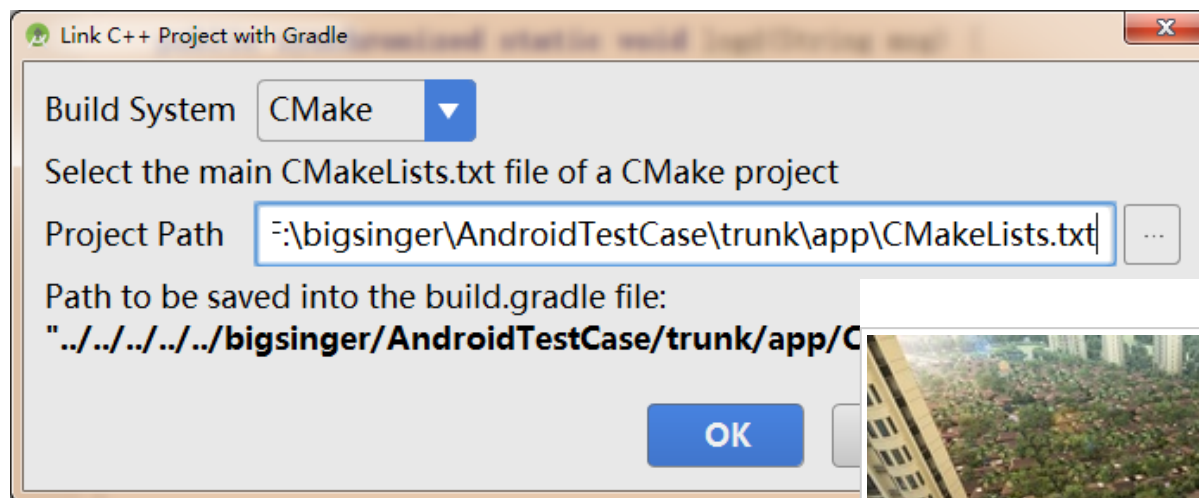 Link C++ Project with Gradle
Build System CMake
Select the main CMakeLists.txt file of a CMake project
Project Path :\bigsinger\AndroidTestCase\trunk\app\CMakeLists.txt ...
Path to be saved into the build.gradle file:
"../../../../../bigsinger/AndroidTestCase/trunk/app/C
OK